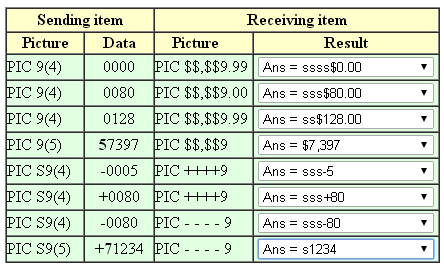 Sending item Receiving item
Picture Data Picture Result
PIC 9(4) 0000 PIC $$,$$9.99 Ans = ssss$0.00
PIC 9(4) 0080 PIC $$,$$9.00 Ans = sss$80.00
PIC 9(4) 0128 PIC $$,$$9.99 Ans = ss$128.00
PIC 9(5) 57397 PIC $$,$$9 Ans = $7,397
PIC S9(4) -0005 PIC ++++9 Ans = sss-5
PIC S9(4) +0080 PIC ++++9 Ans = sss+80
PIC S9(4) -0080 PIC - - - - 9 Ans = sss-80
PIC S9(5) +71234 PIC - - - - 9 Ans = s1234